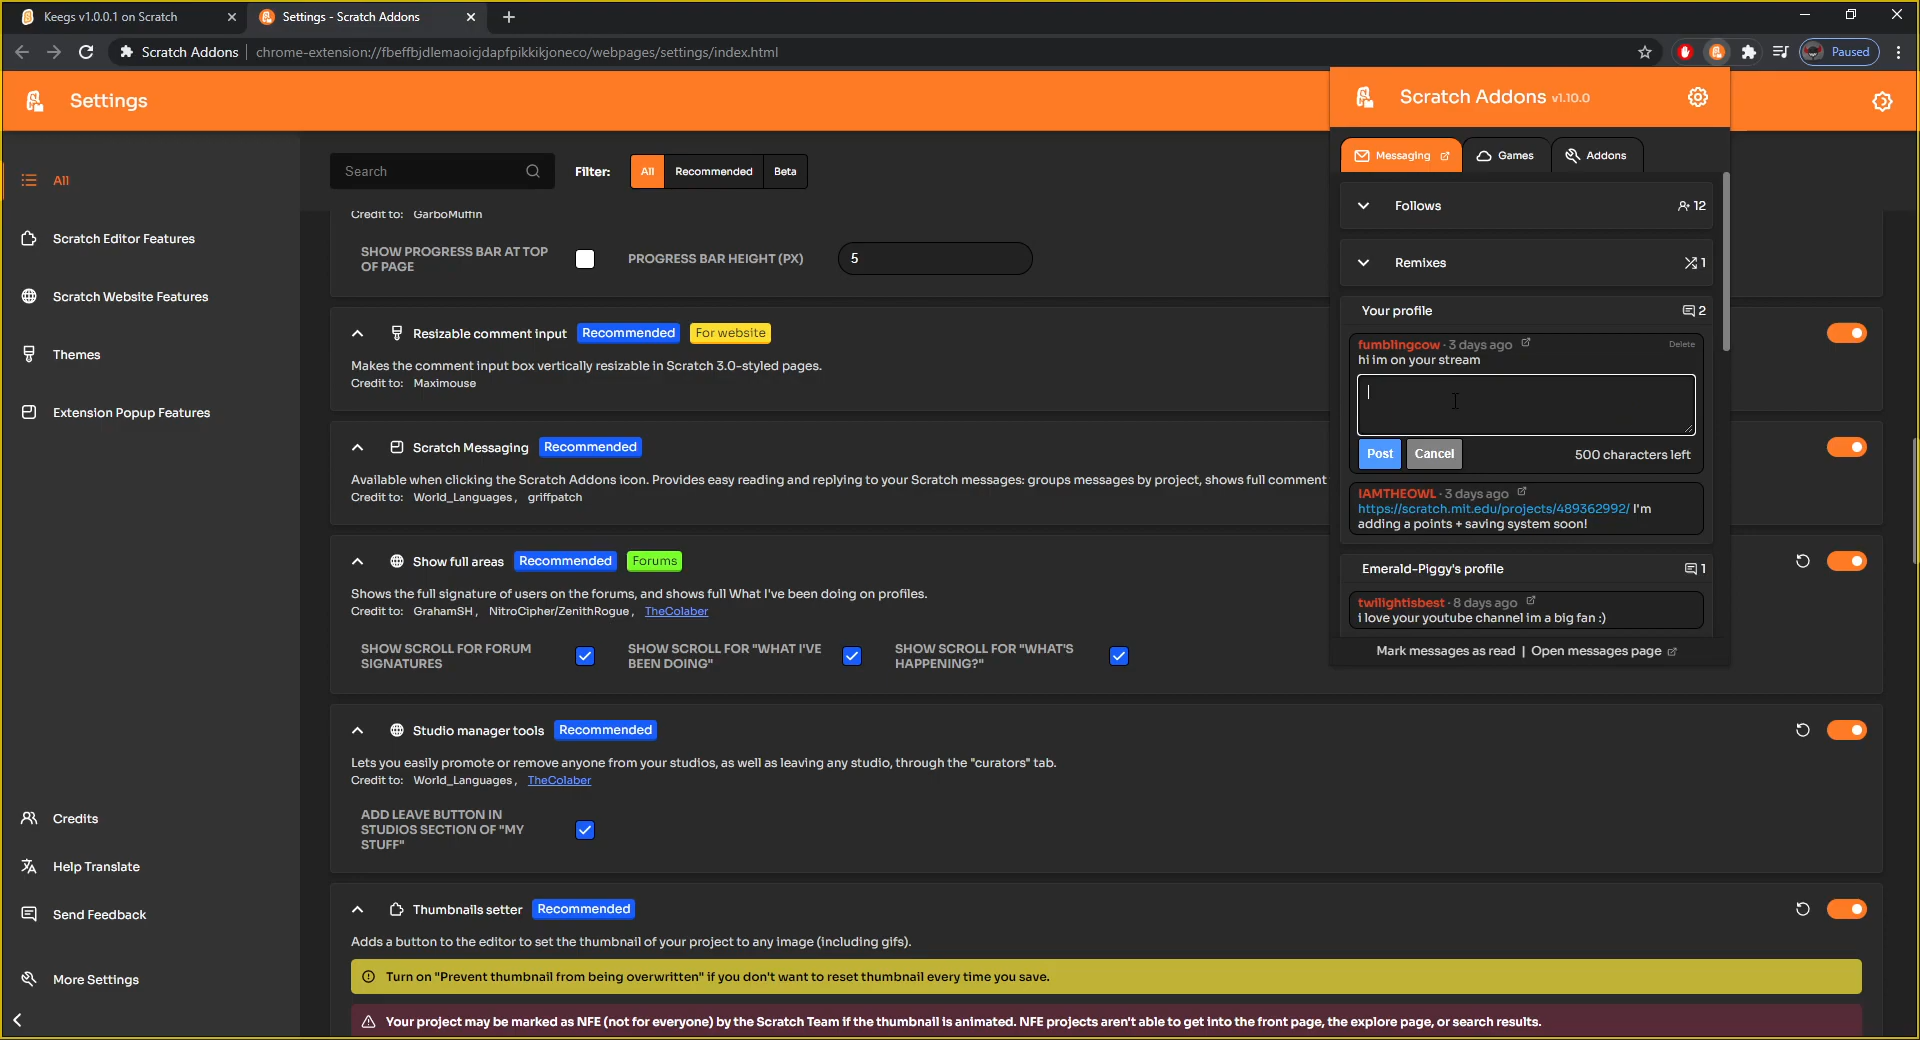 Keegs v1.0.0.1 on Scratch
Settings - Scratch Addons
Scratch Addons
chrome-extension://fbeffbjdlemaoicjdapfpikkikjoneco/webpages/settings/index.html
Paused
Settings
Scratch Addons v1.10.0
All
Scratch Editor Features
Scratch Website Features
Themes
Extension Popup Features
Credits
Help Translate
Send Feedback
More Settings
Search
Filter:
All
Recommended
Beta
Credit to: GarboMuffin
SHOW PROGRESS BAR AT TOP
OF PAGE
PROGRESS BAR HEIGHT (PX)
5
Resizable comment input Recommended For website
Makes the comment input box vertically resizable in Scratch 3.0-styled pages.
Credit to: Maximouse
Scratch Messaging Recommended
Available when clicking the Scratch Addons icon. Provides easy reading and replying to your Scratch messages: groups messages by project, shows full comment
Credit to: World_Languages , griffpatch
Show full areas Recommended Forums
Shows the full signature of users on the forums, and shows full What I've been doing on profiles.
Credit to: GrahamSH , NitroCipher/ZenithRogue , TheColaber
SHOW SCROLL FOR FORUM
SIGNATURES
SHOW SCROLL FOR "WHAT I'VE
BEEN DOING"
SHOW SCROLL FOR "WHAT'S
HAPPENING?"
Studio manager tools Recommended
Lets you easily promote or remove anyone from your studios, as well as leaving any studio, through the "curators" tab.
Credit to: World_Languages , TheColaber
ADD LEAVE BUTTON IN
STUDIOS SECTION OF "MY
STUFF"
Thumbnails setter Recommended
Adds a button to the editor to set the thumbnail of your project to any image (including gifs).
Turn on "Prevent thumbnail from being overwritten" if you don't want to reset thumbnail every time you save.
Your project may be marked as NFE (not for everyone) by the Scratch Team if the thumbnail is animated. NFE projects aren't able to get into the front page, the explore page, or search results.
Messaging
Games
Addons
Follows 12
Remixes 1
Your profile 2
fumblingcow · 3 days ago Delete
hi im on your stream
Post
Cancel
500 characters left
IAMTHEOWL · 3 days ago
https://scratch.mit.edu/projects/489362992/ I'm
adding a points + saving system soon!
Emerald-Piggy's profile 1
twilightisbest · 8 days ago
i love your youtube channel im a big fan :)
Mark messages as read | Open messages page